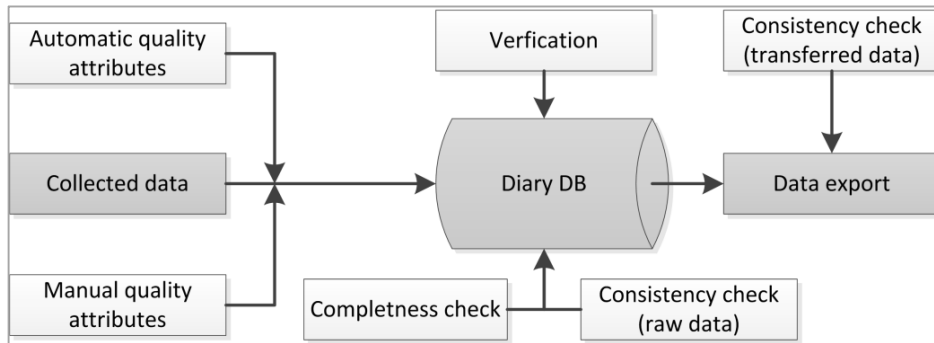 Automatic quality
attributes
Verfication
Consistency check
(transferred data)
Collected data
Diary DB
Data export
Manual quality
attributes
Completness check
Consistency check
(raw data)